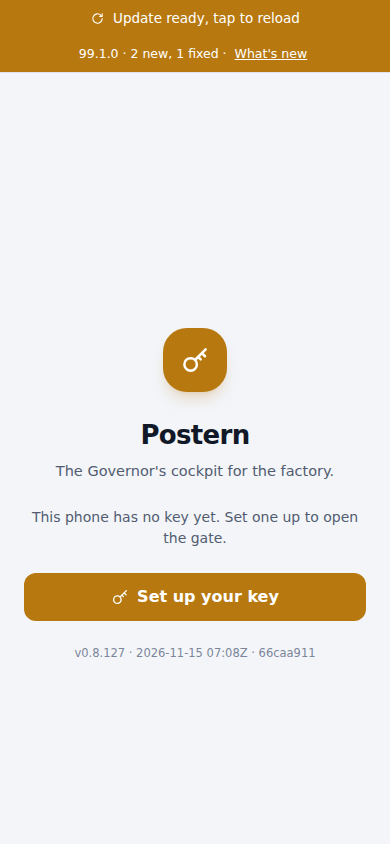 Update ready, tap to reload
99.1.0 · 2 new, 1 fixed · What's new
Postern
The Governor's cockpit for the factory.
This phone has no key yet. Set one up to open
the gate.
Set up your key
v0.8.127 · 2026-11-15 07:08Z · 66caa911